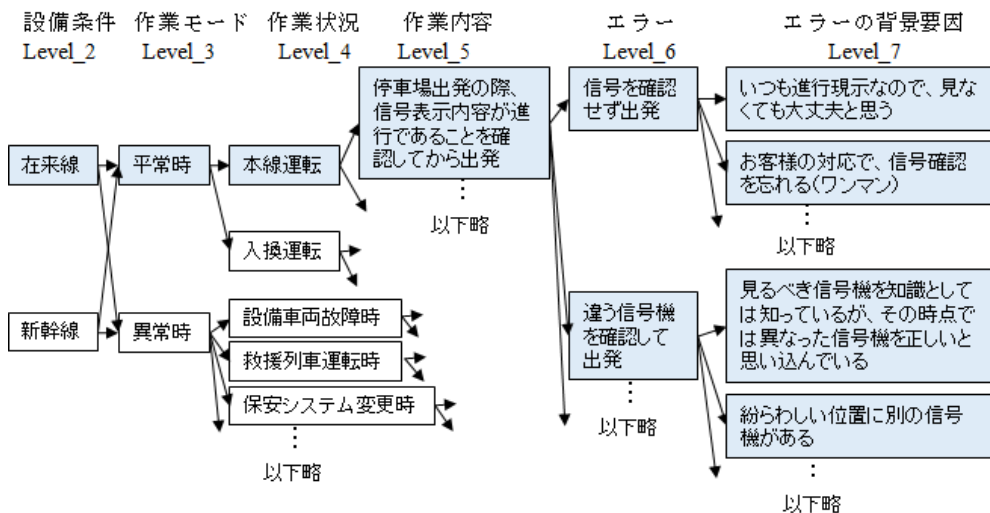 設備条件 作業モード 作業状況 作業内容 エラー エラーの背景要因
Level_2 Level_3 Level_4 Level_5 Level_6 Level_7
在来線
新幹線
平常時
異常時
本線運転
入換運転
設備車両故障時
救援列車運転時
保安システム変更時
⋮
以下略
停車場出発の際、
信号表示内容が進
行であることを確
認してから出発
⋮
以下略
信号を確認
せず出発
違う信号機
を確認して
出発
⋮
以下略
いつも進行現示なので、見な
くても大丈夫と思う
お客様の対応で、信号確認
を忘れる(ワンマン)
⋮
以下略
見るべき信号機を知識として
は知っているが、その時点で
は異なった信号機を正しいと
思い込んでいる
紛らわしい位置に別の信号
機がある
⋮
以下略